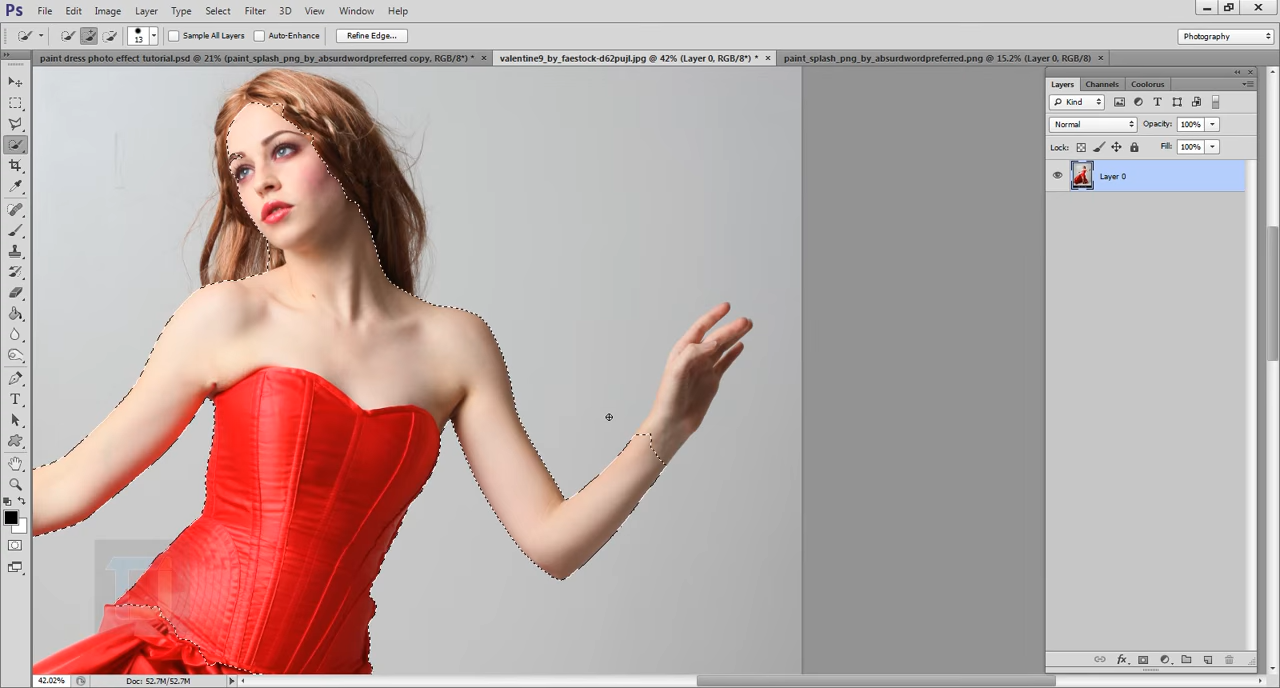 Ps File Edit Image Layer Type Select Filter 3D View Window Help
13 Sample All Layers Auto-Enhance Refine Edge... Photography
paint dress photo effect tutorial.psd @ 21% (paint_splash_png_by_absurdwordpreferred copy, RGB/8*) * × valentine9_by_faestock-d62pujl.jpg @ 42% (Layer 0, RGB/8*) * × paint_splash_png_by_absurdwordpreferred.png @ 15.2% (Layer 0, RGB/8) ×
Layers Channels Coolorus
Kind
Normal Opacity: 100%
Lock: Fill: 100%
Layer 0
42.02% Doc: 52.7M/52.7M